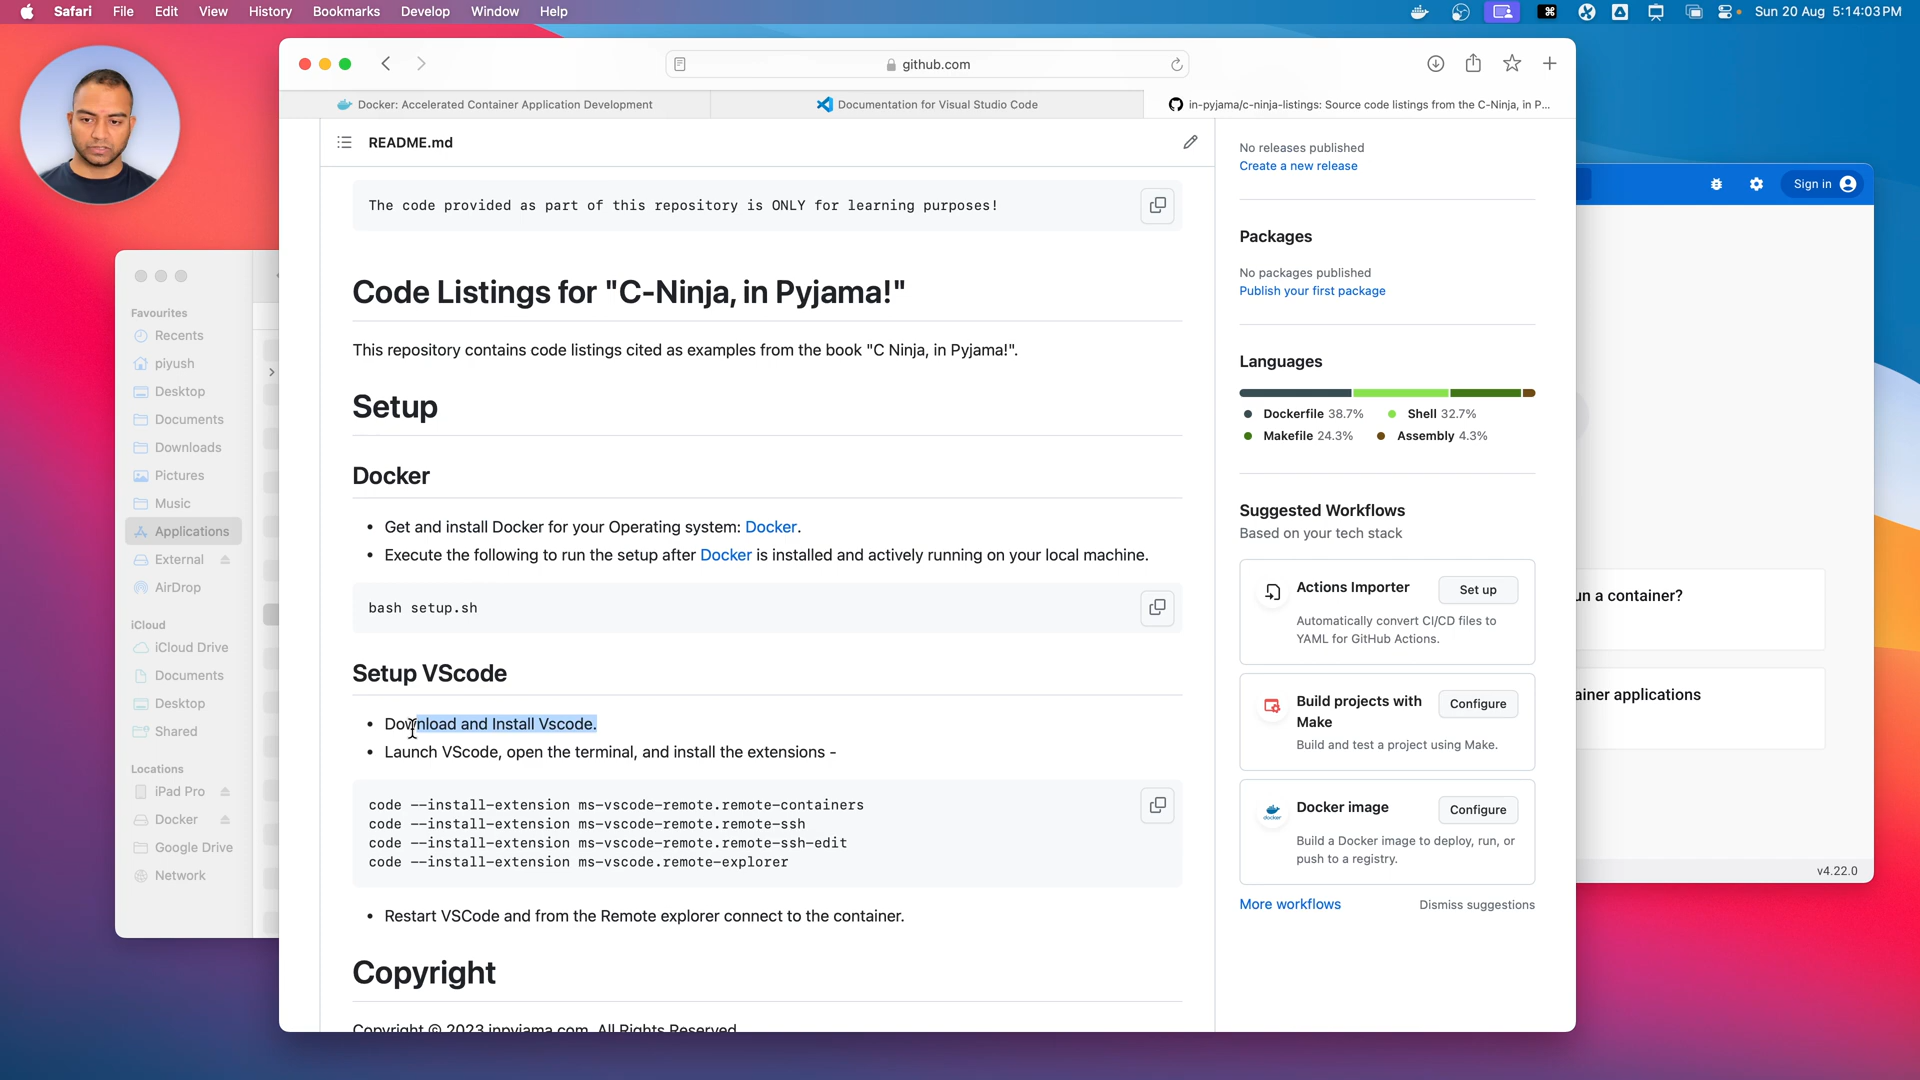 Safari File Edit View History Bookmarks Develop Window Help
Sun 20 Aug 5:14:03 PM
github.com
Docker: Accelerated Container Application Development
Documentation for Visual Studio Code
in-pyjama/c-ninja-listings: Source code listings from the C-Ninja, in P...
README.md
The code provided as part of this repository is ONLY for learning purposes!
Code Listings for "C-Ninja, in Pyjama!"
This repository contains code listings cited as examples from the book "C Ninja, in Pyjama!".
Setup
Docker
• Get and install Docker for your Operating system: Docker.
• Execute the following to run the setup after Docker is installed and actively running on your local machine.
bash setup.sh
Setup VScode
• Download and Install Vscode.
• Launch VScode, open the terminal, and install the extensions -
code --install-extension ms-vscode-remote.remote-containers
code --install-extension ms-vscode-remote.remote-ssh
code --install-extension ms-vscode-remote.remote-ssh-edit
code --install-extension ms-vscode.remote-explorer
• Restart VSCode and from the Remote explorer connect to the container.
Copyright
Copyright © 2023 inpyjama.com. All Rights Reserved
No releases published
Create a new release
Packages
No packages published
Publish your first package
Languages
Dockerfile 38.7%
Shell 32.7%
Makefile 24.3%
Assembly 4.3%
Suggested Workflows
Based on your tech stack
Actions Importer
Set up
Automatically convert CI/CD files to
YAML for GitHub Actions.
Build projects with
Make
Configure
Build and test a project using Make.
Docker image
Configure
Build a Docker image to deploy, run, or
push to a registry.
More workflows
Dismiss suggestions
Favourites
Recents
piyush
Desktop
Documents
Downloads
Pictures
Music
Applications
External
AirDrop
iCloud
iCloud Drive
Documents
Desktop
Shared
Locations
iPad Pro
Docker
Google Drive
Network
Sign in
a container?
applications
v4.22.0